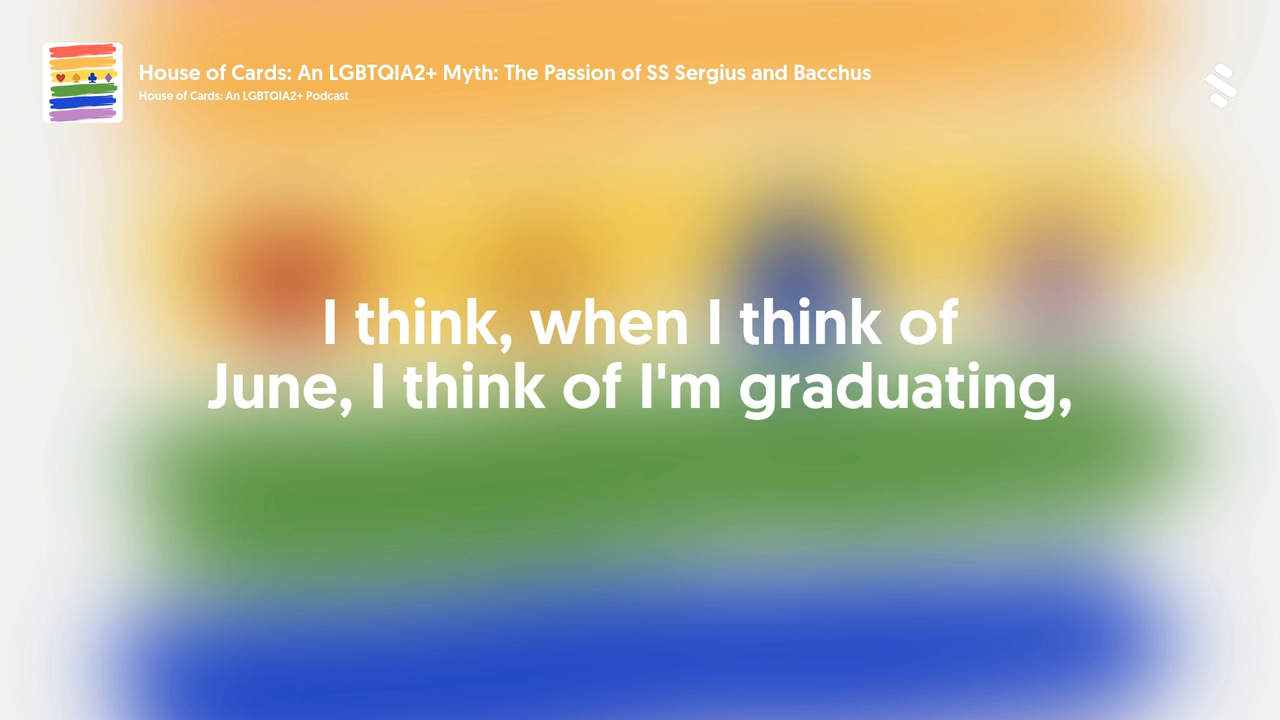 House of Cards: An LGBTQIA2+ Myth: The Passion of SS Sergius and Bacchus
House of Cards: An LGBTQIA2+ Podcast
I think, when I think of
June, I think of I'm graduating,